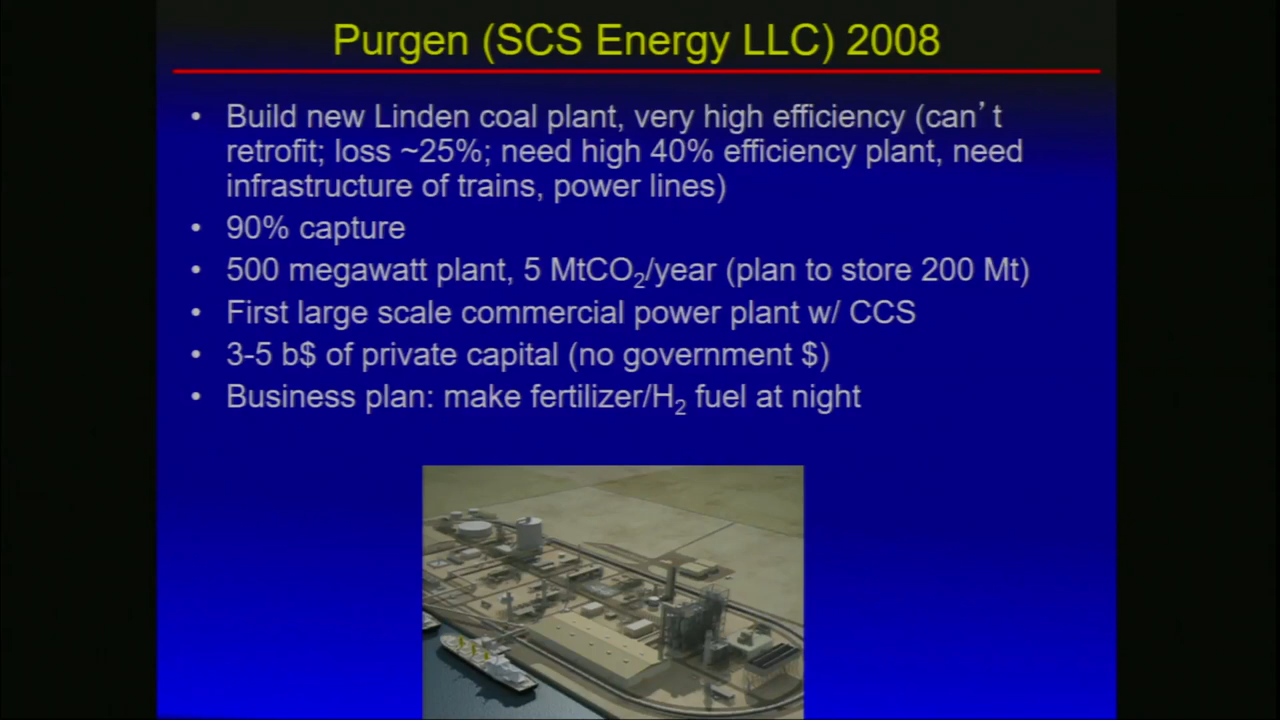 Purgen (SCS Energy LLC) 2008
• Build new Linden coal plant, very high efficiency (can’t
retrofit; loss ~25%; need high 40% efficiency plant, need
infrastructure of trains, power lines)
• 90% capture
• 500 megawatt plant, 5 MtCO₂/year (plan to store 200 Mt)
• First large scale commercial power plant w/ CCS
• 3-5 b$ of private capital (no government $)
• Business plan: make fertilizer/H₂ fuel at night